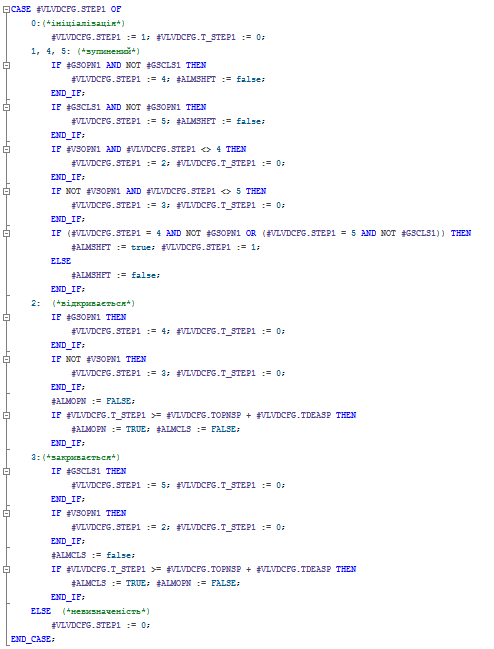 CASE #VLVDCFG.STEP1 OF
0:(*ініціалізація*)
#VLVDCFG.STEP1 := 1; #VLVDCFG.T_STEP1 := 0;
1, 4, 5: (*зупинений*)
IF #GSOPN1 AND NOT #GSCLS1 THEN
#VLVDCFG.STEP1 := 4; #ALMSHFT := false;
END_IF;
IF #GSCLS1 AND NOT #GSOPN1 THEN
#VLVDCFG.STEP1 := 5; #ALMSHFT := false;
END_IF;
IF #VSOPN1 AND #VLVDCFG.STEP1 <> 4 THEN
#VLVDCFG.STEP1 := 2; #VLVDCFG.T_STEP1 := 0;
END_IF;
IF NOT #VSOPN1 AND #VLVDCFG.STEP1 <> 5 THEN
#VLVDCFG.STEP1 := 3; #VLVDCFG.T_STEP1 := 0;
END_IF;
IF (#VLVDCFG.STEP1 = 4 AND NOT #GSOPN1 OR (#VLVDCFG.STEP1 = 5 AND NOT #GSCLS1)) THEN
#ALMSHFT := true; #VLVDCFG.STEP1 := 1;
ELSE
#ALMSHFT := false;
END_IF;
2: (*відкривається*)
IF #GSOPN1 THEN
#VLVDCFG.STEP1 := 4; #VLVDCFG.T_STEP1 := 0;
END_IF;
IF NOT #VSOPN1 THEN
#VLVDCFG.STEP1 := 3; #VLVDCFG.T_STEP1 := 0;
END_IF;
#ALMOPN := FALSE;
IF #VLVDCFG.T_STEP1 >= #VLVDCFG.TOPNSP + #VLVDCFG.TDEASP THEN
#ALMOPN := TRUE; #ALMCLS := FALSE;
END_IF;
3:(*закривається*)
IF #GSCLS1 THEN
#VLVDCFG.STEP1 := 5; #VLVDCFG.T_STEP1 := 0;
END_IF;
IF #VSOPN1 THEN
#VLVDCFG.STEP1 := 2; #VLVDCFG.T_STEP1 := 0;
END_IF;
#ALMCLS := false;
IF #VLVDCFG.T_STEP1 >= #VLVDCFG.TOPNSP + #VLVDCFG.TDEASP THEN
#ALMCLS := TRUE; #ALMOPN := FALSE;
END_IF;
ELSE (*невизначеність*)
#VLVDCFG.STEP1 := 0;
END_CASE;